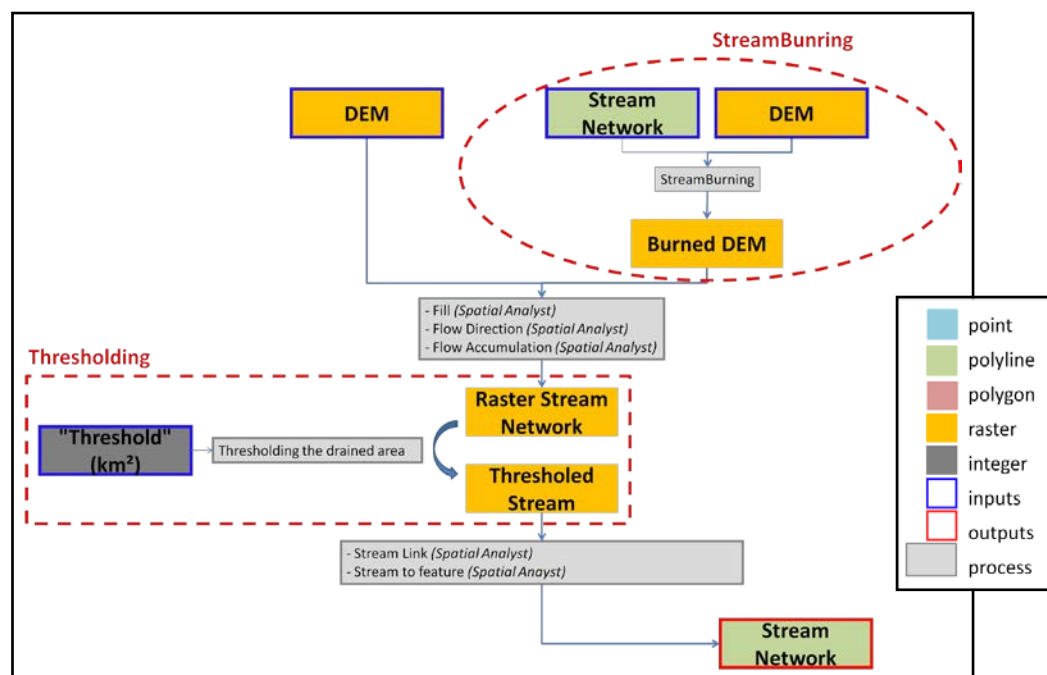 StreamBunring
DEM
Stream
Network
DEM
StreamBurning
Burned DEM
- Fill (Spatial Analyst)
- Flow Direction (Spatial Analyst)
- Flow Accumulation (Spatial Analyst)
Thresholding
Raster Stream
Network
"Threshold"
(km²)
Thresholding the drained area
Thresholed
Stream
- Stream Link (Spatial Analyst)
- Stream to feature (Spatial Anayst)
Stream
Network
point
polyline
polygon
raster
integer
inputs
outputs
process